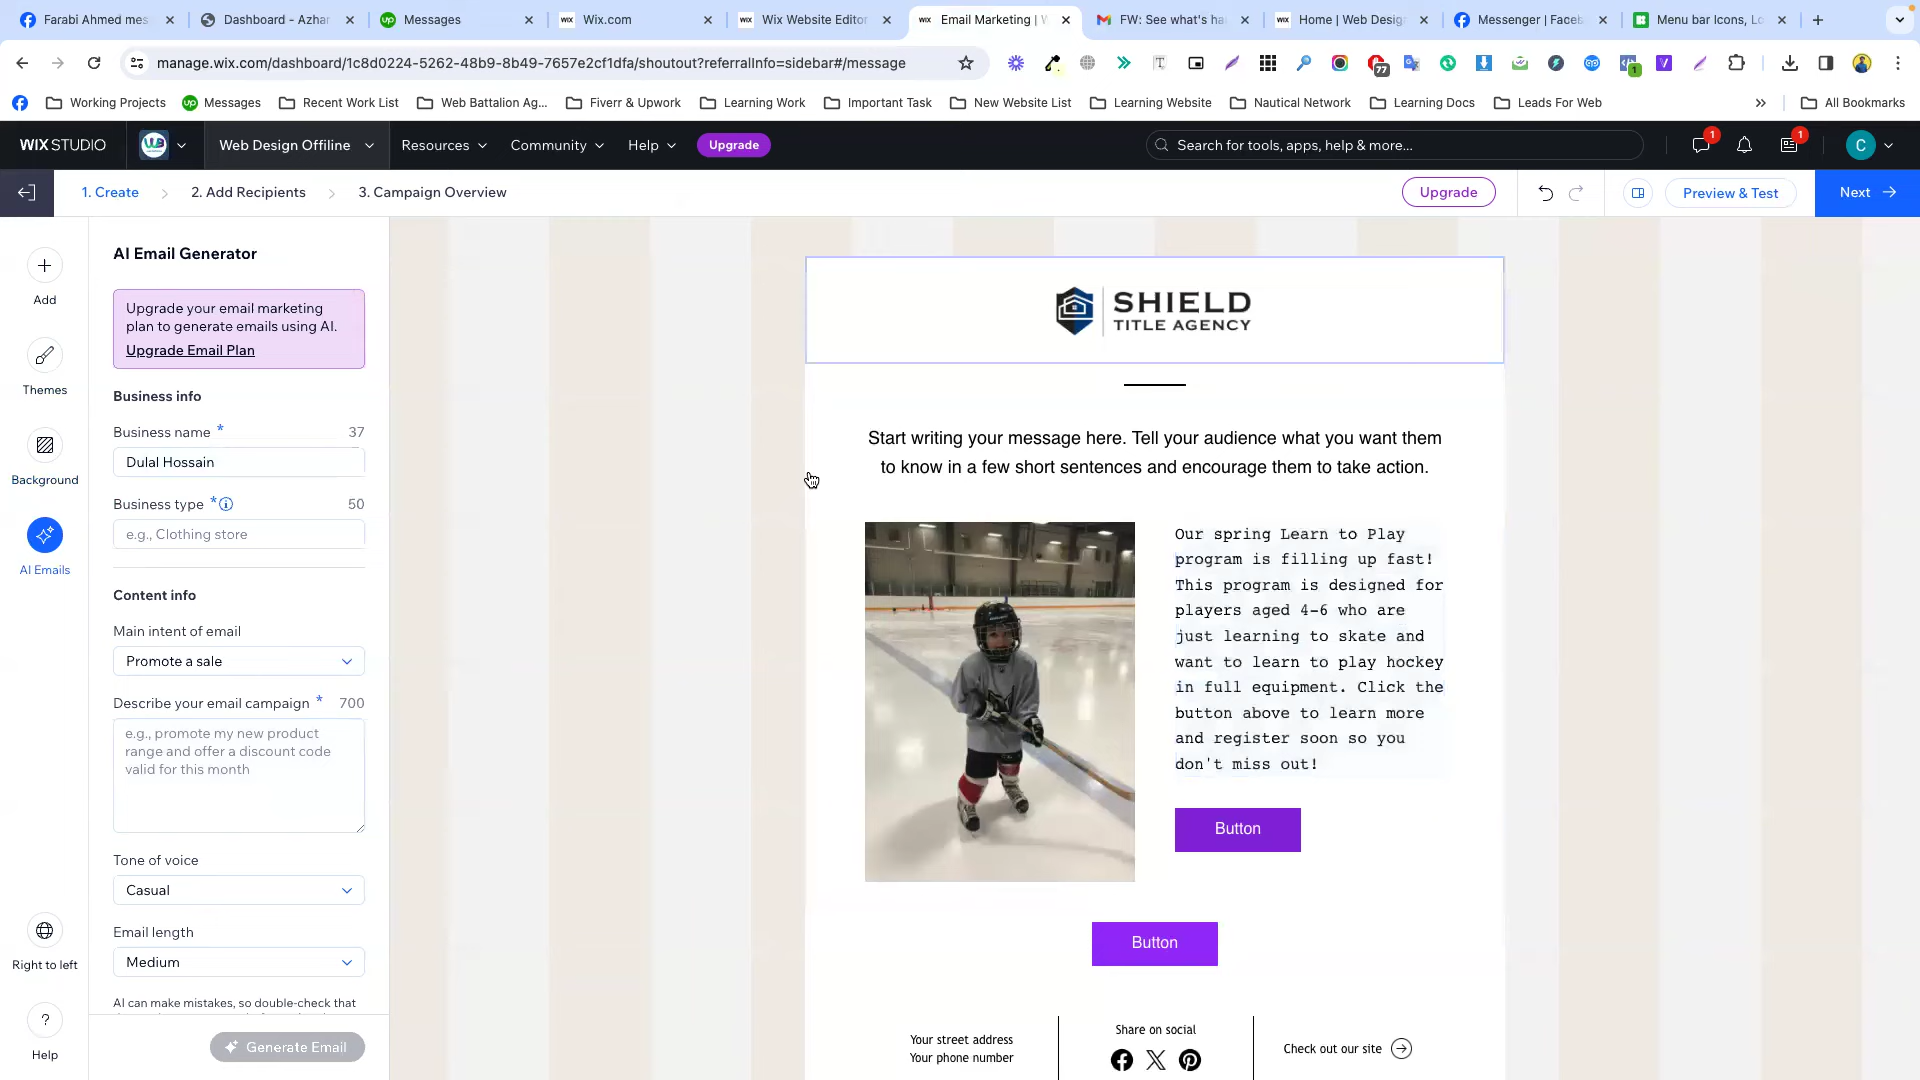 Farabi Ahmed mes
Dashboard - Azhar
Messages
Wix.com
Wix Website Editor
Email Marketing | W
FW: See what's ha
Home | Web Desig
Messenger | Faceb
Menu bar Icons, Lo
manage.wix.com/dashboard/1c8d0224-5262-48b9-8b49-7657e2cf1dfa/shoutout?referralInfo=sidebar#/message
77
1
Working Projects
Messages
Recent Work List
Web Battalion Ag...
Fiverr & Upwork
Learning Work
Important Task
New Website List
Learning Website
Nautical Network
Learning Docs
Leads For Web
All Bookmarks
WIX STUDIO
Web Design Offiline
Resources
Community
Help
Upgrade
Search for tools, apps, help & more...
1
1
C
1. Create
2. Add Recipients
3. Campaign Overview
Upgrade
Preview & Test
Next
Add
Themes
Background
AI Emails
Right to left
Help
AI Email Generator
Upgrade your email marketing
plan to generate emails using AI.
Upgrade Email Plan
Business info
Business name * 37
Dulal Hossain
Business type * 50
e.g., Clothing store
Content info
Main intent of email
Promote a sale
Describe your email campaign * 700
e.g., promote my new product
range and offer a discount code
valid for this month
Tone of voice
Casual
Email length
Medium
AI can make mistakes, so double-check that
Generate Email
SHIELD
TITLE AGENCY
Start writing your message here. Tell your audience what you want them
to know in a few short sentences and encourage them to take action.
Our spring Learn to Play
program is filling up fast!
This program is designed for
players aged 4-6 who are
just learning to skate and
want to learn to play hockey
in full equipment. Click the
button above to learn more
and register soon so you
don't miss out!
Button
Button
Your street address
Your phone number
Share on social
Check out our site